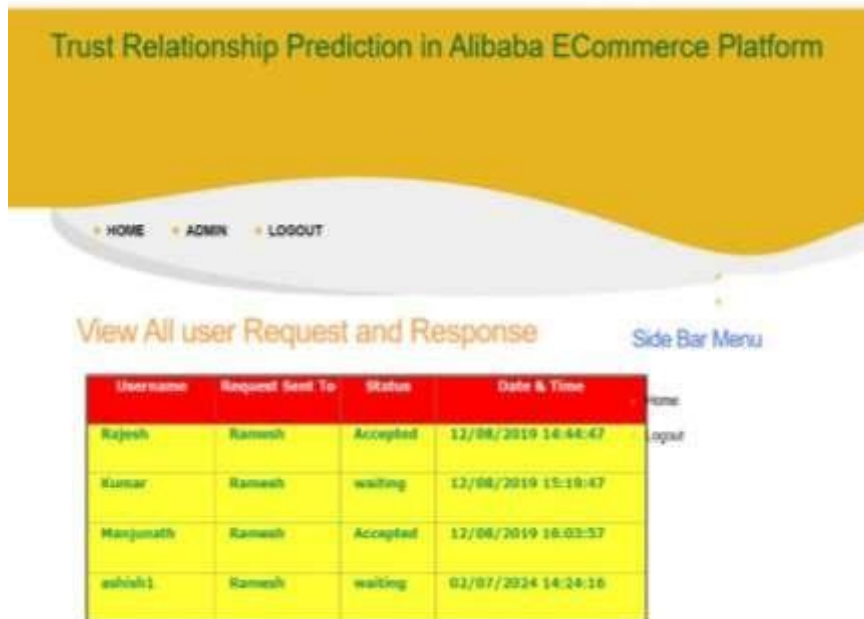 Trust Relationship Prediction in Alibaba ECommerce Platform
HOME ADMIN LOGOUT
View All user Request and Response
Side Bar Menu
Username Request Sent To Status Date & Time
Home
Rajesh Ramesh Accepted 12/08/2019 14:44:47
Logout
Kumar Ramesh waiting 12/08/2019 15:19:47
Manjunath Ramesh Accepted 12/08/2019 16:03:57
ashish1 Ramesh waiting 02/07/2024 14:24:16